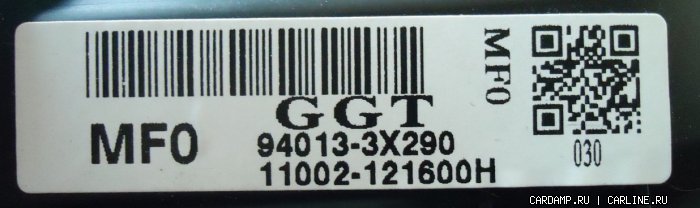 GGT
MF0
94013-3X290
11002-121600H
MF0
030
CARDAMP.RU | CARLINE.RU